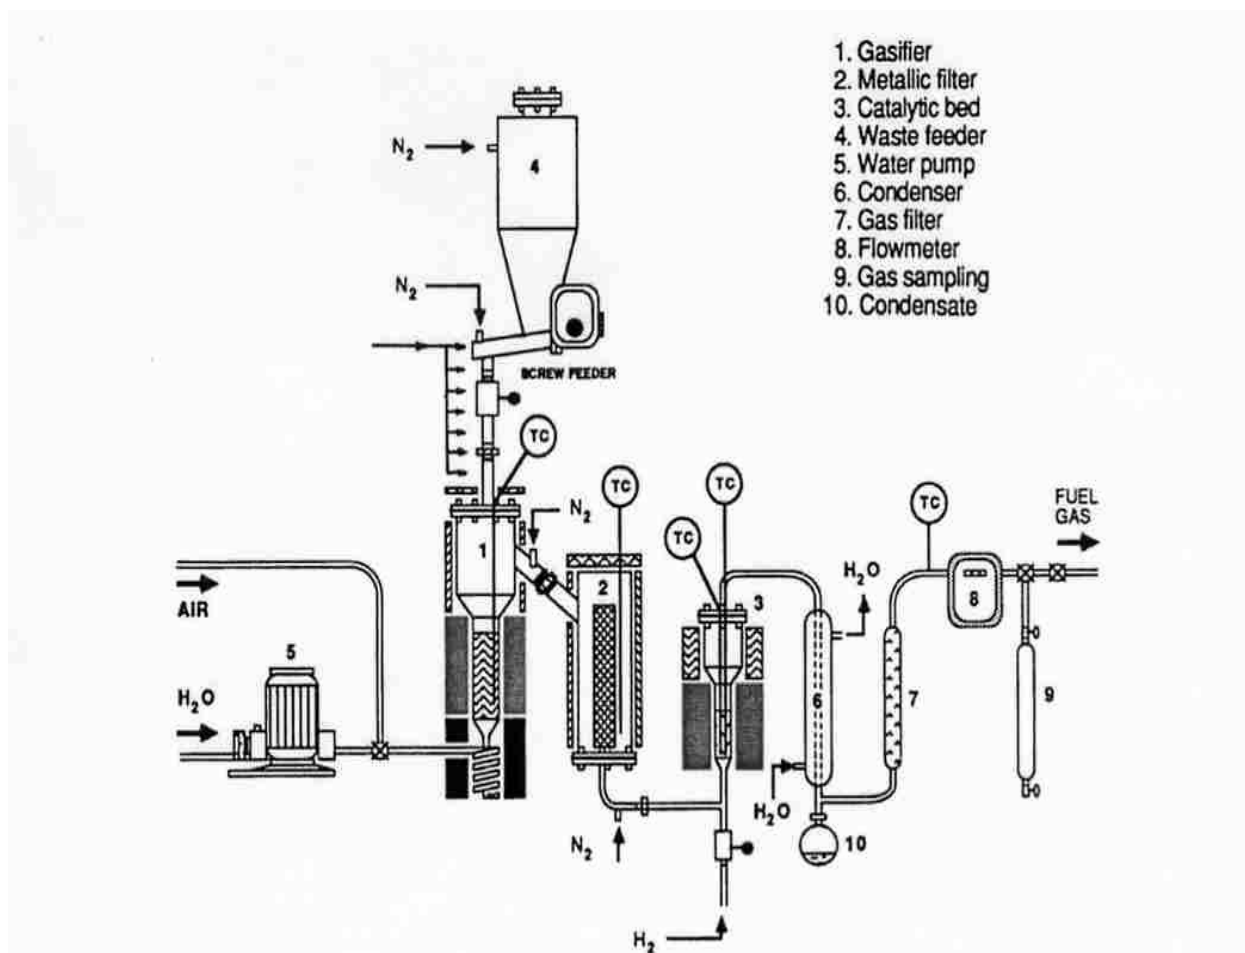 1. Gasifier
2. Metallic filter
3. Catalytic bed
4. Waste feeder
5. Water pump
6. Condenser
7. Gas filter
8. Flowmeter
9. Gas sampling
10. Condensate
N₂
4
N₂
SCREW FEEDER
TC
TC
TC
TC
TC
FUEL
GAS
N₂
1
2
3
H₂O
8
AIR
5
H₂O
6
7
9
H₂O
10
N₂
H₂